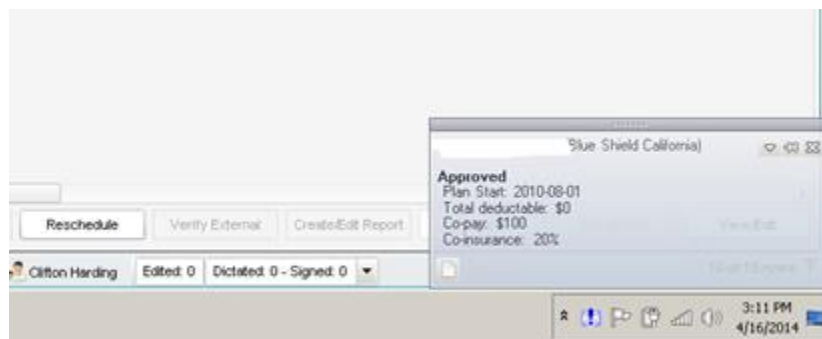 Blue Shield California)
Approved
Plan Start: 2010-08-01
Total deductable: $0
Co-pay: $100
Co-insurance: 20%
Reschedule
Verify External
Create/Edit Report
View Edit
Clifton Harding
Edited: 0
Dictated: 0 - Signed: 0
3:11 PM
4/16/2014